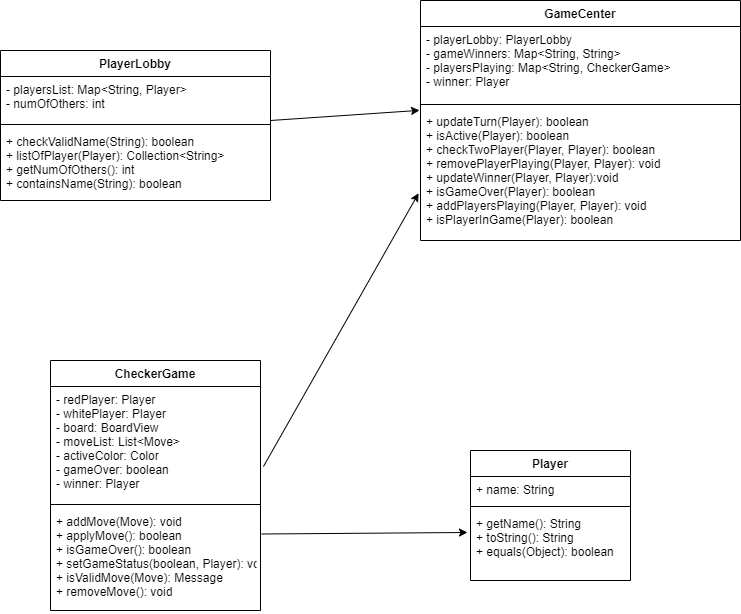 GameCenter
- playerLobby: PlayerLobby
- gameWinners: Map<String, String>
- playersPlaying: Map<String, CheckerGame>
- winner: Player
+ updateTurn(Player): boolean
+ isActive(Player): boolean
+ checkTwoPlayer(Player, Player): boolean
+ removePlayerPlaying(Player, Player): void
+ updateWinner(Player, Player):void
+ isGameOver(Player): boolean
+ addPlayersPlaying(Player, Player): void
+ isPlayerInGame(Player): boolean
PlayerLobby
- playersList: Map<String, Player>
- numOfOthers: int
+ checkValidName(String): boolean
+ listOfPlayer(Player): Collection<String>
+ getNumOfOthers(): int
+ containsName(String): boolean
CheckerGame
- redPlayer: Player
- whitePlayer: Player
- board: BoardView
- moveList: List<Move>
- activeColor: Color
- gameOver: boolean
- winner: Player
+ addMove(Move): void
+ applyMove(): boolean
+ isGameOver(): boolean
+ setGameStatus(boolean, Player):
+ isValidMove(Move): Message
+ removeMove(): void
Player
+ name: String
+ getName(): String
+ toString(): String
+ equals(Object): boolean